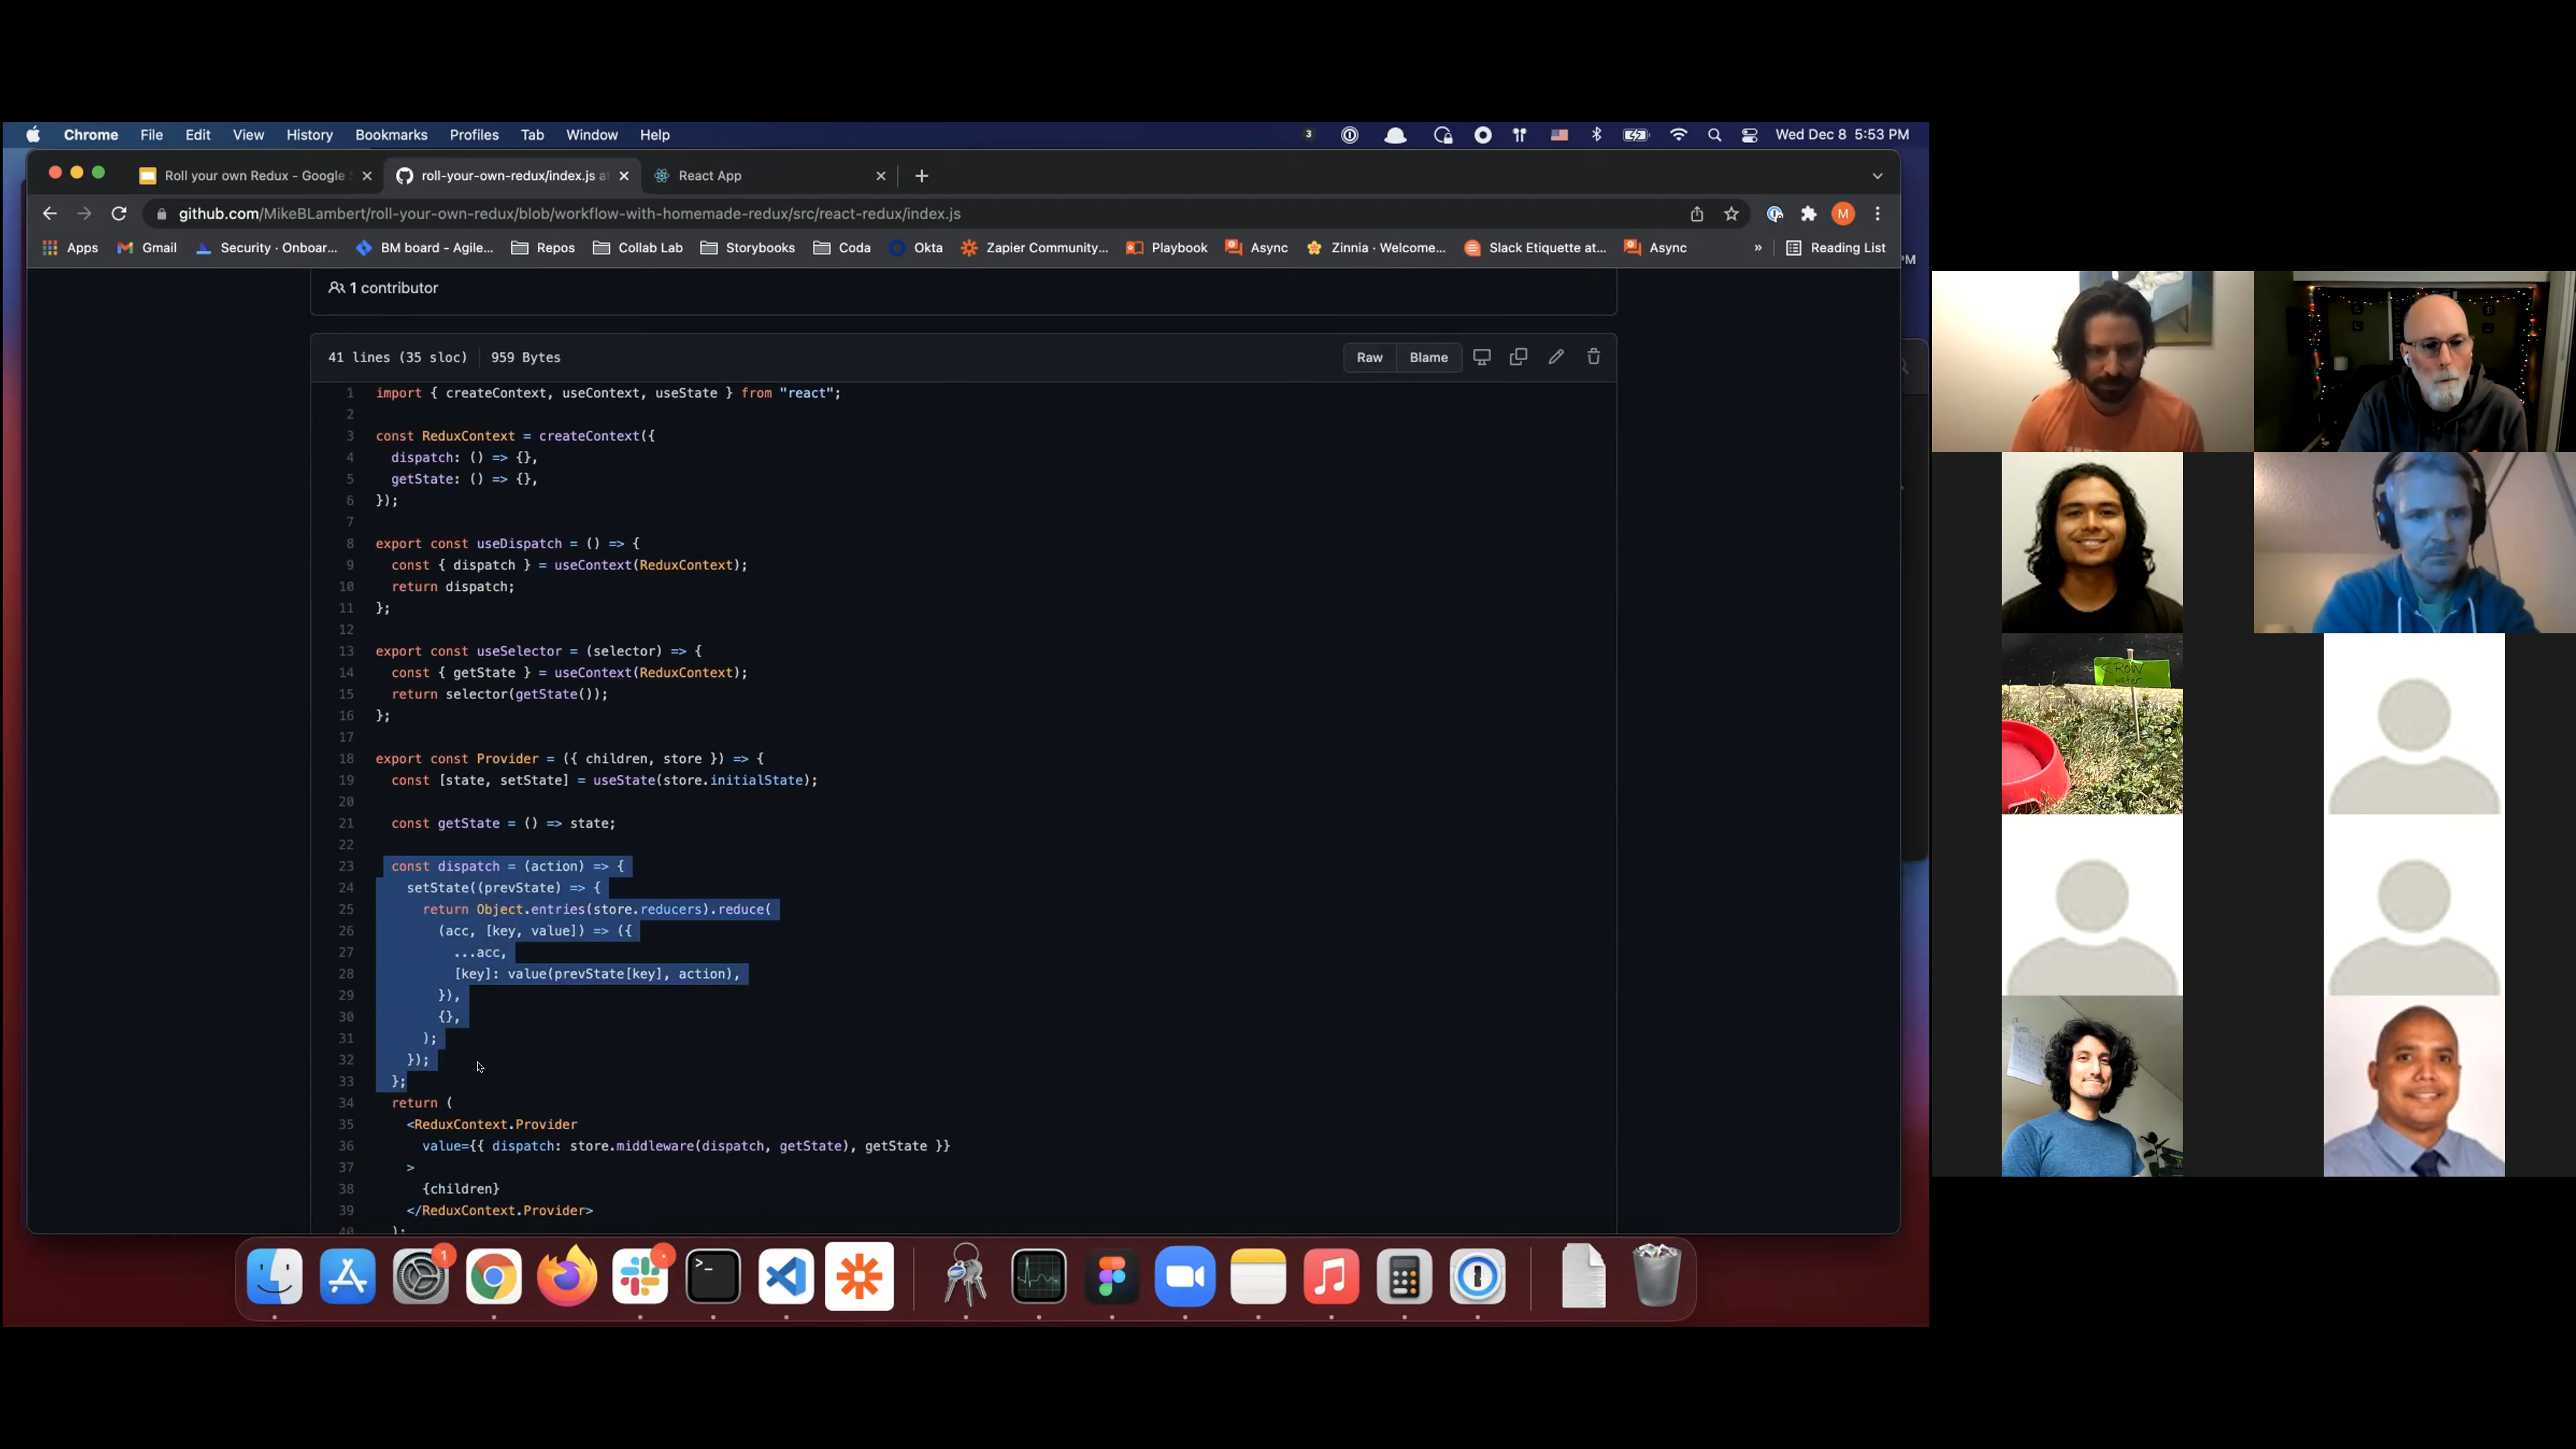 Chrome File Edit View History Bookmarks Profiles Tab Window Help
3
Wed Dec 8 5:53 PM
Roll your own Redux - Google
roll-your-own-redux/index.js a
React App
github.com/MikeBLambert/roll-your-own-redux/blob/workflow-with-homemade-redux/src/react-redux/index.js
M
Apps Gmail Security · Onboar... BM board - Agile... Repos Collab Lab Storybooks Coda Okta Zapier Community... Playbook Async Zinnia · Welcome... Slack Etiquette at... Async » Reading List
PM
1 contributor
41 lines (35 sloc) 959 Bytes
Raw Blame
1 import { createContext, useContext, useState } from "react";
2
3 const ReduxContext = createContext({
4 dispatch: () => {},
5 getState: () => {},
6 });
7
8 export const useDispatch = () => {
9 const { dispatch } = useContext(ReduxContext);
10 return dispatch;
11 };
12
13 export const useSelector = (selector) => {
14 const { getState } = useContext(ReduxContext);
15 return selector(getState());
16 };
17
18 export const Provider = ({ children, store }) => {
19 const [state, setState] = useState(store.initialState);
20
21 const getState = () => state;
22
23 const dispatch = (action) => {
24 setState((prevState) => {
25 return Object.entries(store.reducers).reduce(
26 (acc, [key, value]) => ({
27 ...acc,
28 [key]: value(prevState[key], action),
29 }),
30 {},
31 );
32 });
33 };
34 return (
35 <ReduxContext.Provider
36 value={{ dispatch: store.middleware(dispatch, getState), getState }}
37 >
38 {children}
39 </ReduxContext.Provider>
40 );
1
CROW
water